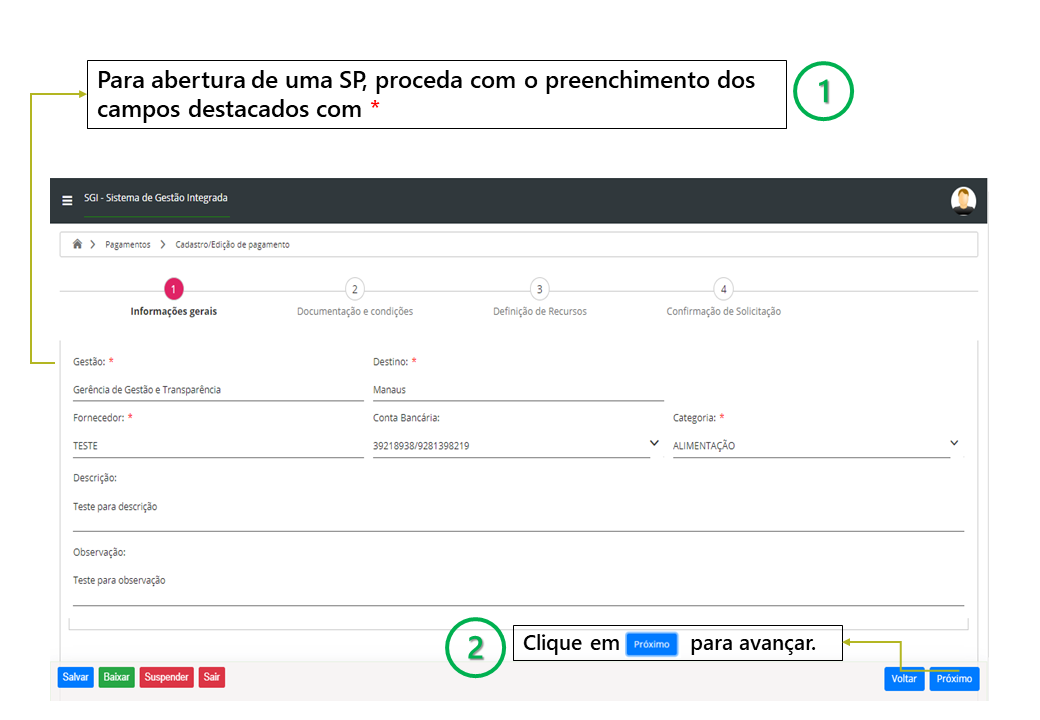 Para abertura de uma SP, proceda com o preenchimento dos
campos destacados com *
1
SGI - Sistema de Gestão Integrada
Pagamentos Cadastro/Edição de pagamento
1 2 3 4
Informações gerais Documentação e condições Definição de Recursos Confirmação de Solicitação
Gestão: * Destino: *
Gerência de Gestão e Transparência Manaus
Fornecedor: * Conta Bancária: Categoria: *
TESTE 39218938/9281398219 ALIMENTAÇÃO
Descrição:
Teste para descrição
Observação:
Teste para observação
2 Clique em Próximo para avançar.
Salvar Baixar Suspender Sair Voltar Próximo